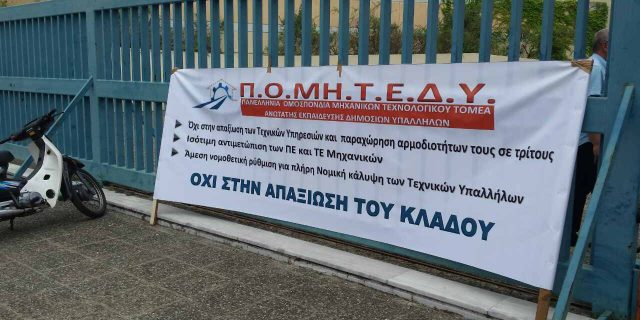 Π.Ο.ΜΗ.Τ.Ε.Δ.Υ.
ΠΑΝΕΛΛΗΝΙΑ ΟΜΟΣΠΟΝΔΙΑ ΜΗΧΑΝΙΚΩΝ ΤΕΧΝΟΛΟΓΙΚΟΥ ΤΟΜΕΑ
ΑΝΩΤΑΤΗΣ ΕΚΠΑΙΔΕΥΣΗΣ ΔΗΜΟΣΙΩΝ ΥΠΑΛΛΗΛΩΝ
Όχι στην απαξίωση των Τεχνικών Υπηρεσιών και παραχώρηση αρμοδιοτήτων τους σε τρίτους
Ισότιμη αντιμετώπιση των ΠΕ και ΤΕ Μηχανικών
Άμεση νομοθετική ρύθμιση για πλήρη Νομική κάλυψη των Τεχνικών Υπαλλήλων
ΟΧΙ ΣΤΗΝ ΑΠΑΞΙΩΣΗ ΤΟΥ ΚΛΑΔΟΥ